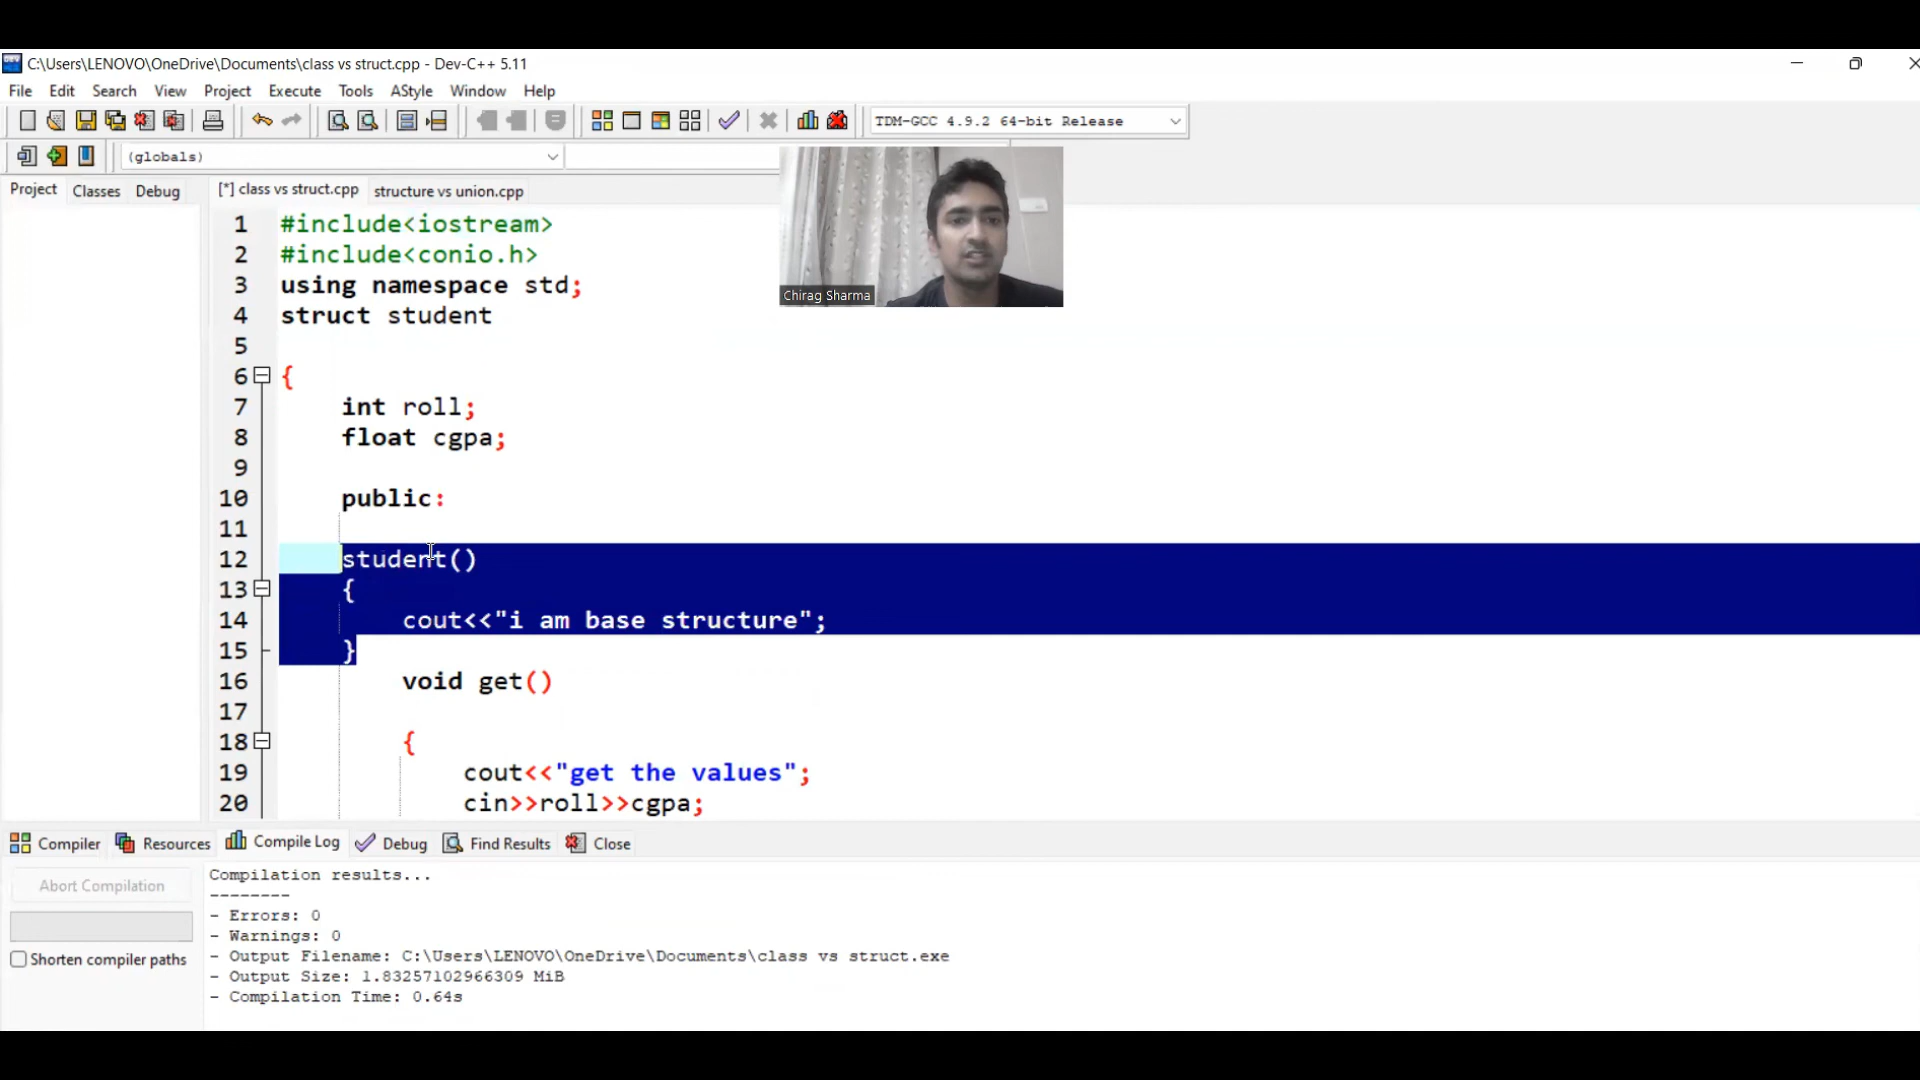 C:\Users\LENOVO\OneDrive\Documents\class vs struct.cpp - Dev-C++ 5.11
File Edit Search View Project Execute Tools AStyle Window Help
TDM-GCC 4.9.2 64-bit Release
(globals)
Project Classes Debug
[*] class vs struct.cpp structure vs union.cpp
Chirag Sharma
1 #include<iostream>
2 #include<conio.h>
3 using namespace std;
4 struct student
5
6 {
7 int roll;
8 float cgpa;
9
10 public:
11
12 student()
13 {
14 cout<<"i am base structure";
15 }
16 void get()
17
18 {
19 cout<<"get the values";
20 cin>>roll>>cgpa;
Compiler Resources Compile Log Debug Find Results Close
Abort Compilation
Shorten compiler paths
Compilation results...
--------
- Errors: 0
- Warnings: 0
- Output Filename: C:\Users\LENOVO\OneDrive\Documents\class vs struct.exe
- Output Size: 1.83257102966309 MiB
- Compilation Time: 0.64s